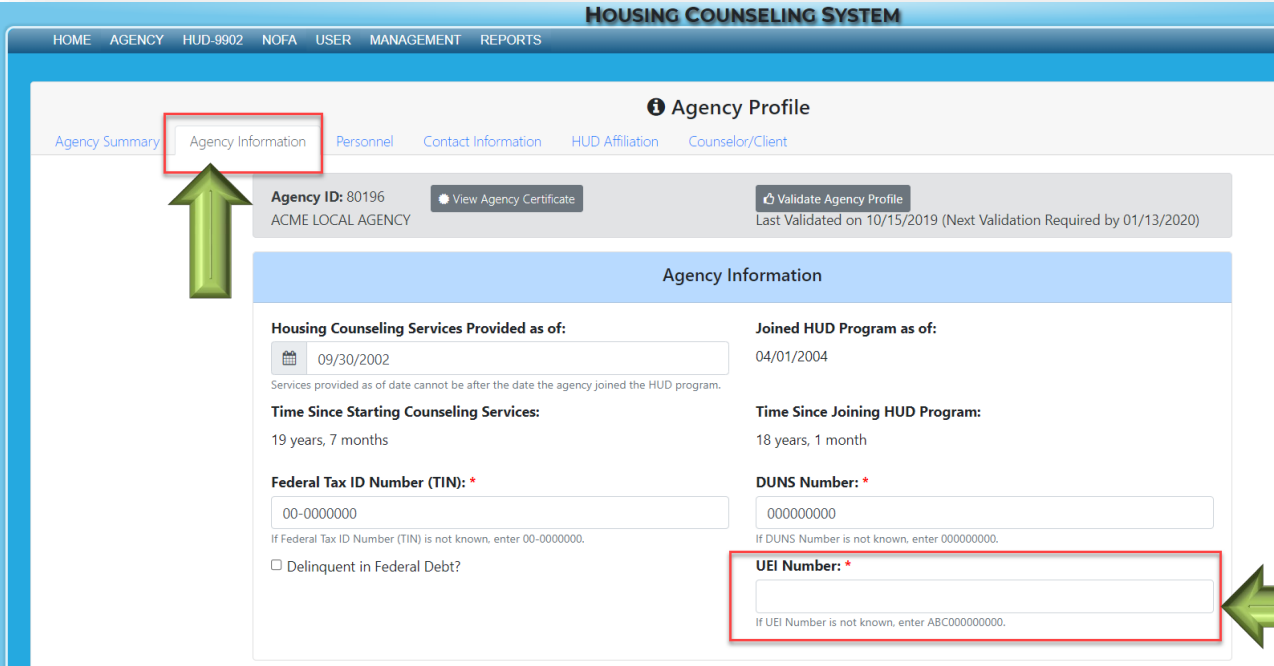 HOUSING COUNSELING SYSTEM
HOME AGENCY HUD-9902 NOFA USER MANAGEMENT REPORTS
Agency Profile
Agency Summary Agency Information Personnel Contact Information HUD Affiliation Counselor/Client
Agency ID: 80196 View Agency Certificate Validate Agency Profile
ACME LOCAL AGENCY Last Validated on 10/15/2019 (Next Validation Required by 01/13/2020)
Agency Information
Housing Counseling Services Provided as of: Joined HUD Program as of:
09/30/2002 04/01/2004
Services provided as of date cannot be after the date the agency joined the HUD program.
Time Since Starting Counseling Services: Time Since Joining HUD Program:
19 years, 7 months 18 years, 1 month
Federal Tax ID Number (TIN): * DUNS Number: *
00-0000000 000000000
If Federal Tax ID Number (TIN) is not known, enter 00-0000000. If DUNS Number is not known, enter 000000000.
Delinquent in Federal Debt? UEI Number: *
If UEI Number is not known, enter ABC000000000.